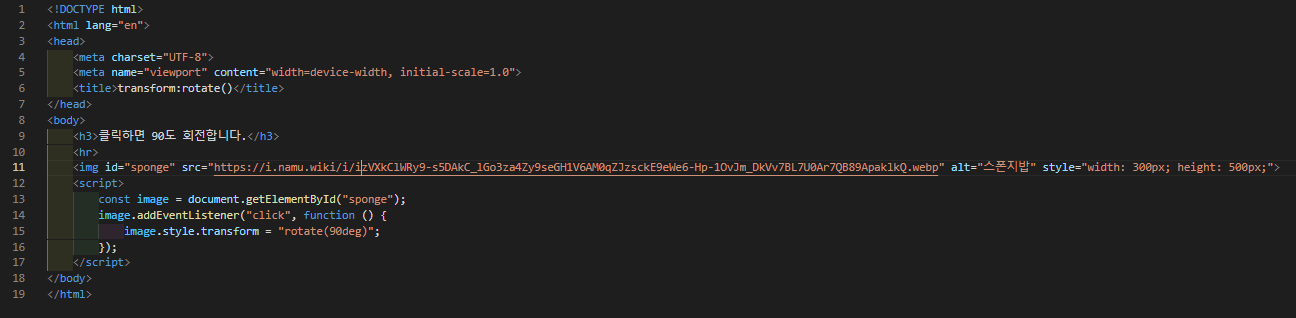 1 <!DOCTYPE html>
2 <html lang="en">
3 <head>
4 <meta charset="UTF-8">
5 <meta name="viewport" content="width=device-width, initial-scale=1.0">
6 <title>transform:rotate()</title>
7 </head>
8 <body>
9 <h3>클릭하면 90도 회전합니다.</h3>
10 <hr>
11 <img id="sponge" src="https://i.namu.wiki/i/izVXkClWRy9-s5DAkC_lGo3za4Zy9seGH1V6AM0qZJzsckE9eWe6-Hp-1OvJm_DkVv7BL7U0Ar7QB89ApaklkQ.webp" alt="스폰지밥" style="width: 300px; height: 500px;">
12 <script>
13 const image = document.getElementById("sponge");
14 image.addEventListener("click", function () {
15 image.style.transform = "rotate(90deg)";
16 });
17 </script>
18 </body>
19 </html>